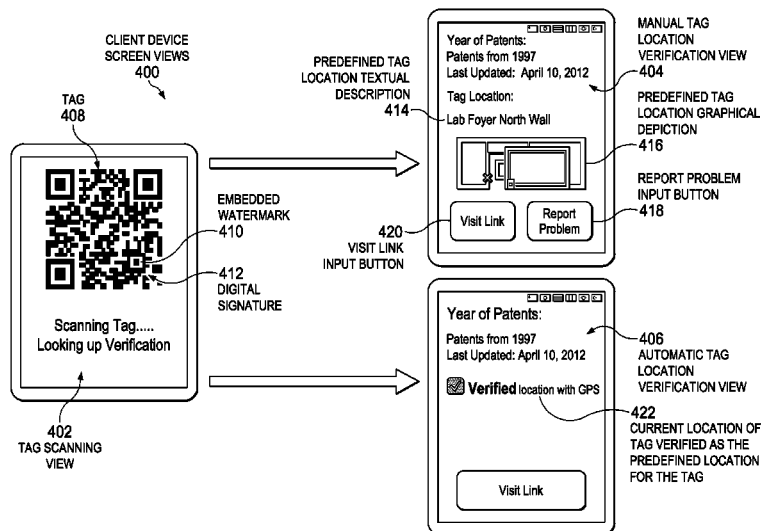 CLIENT DEVICE
SCREEN VIEWS
400
TAG
408
EMBEDDED
WATERMARK
410
412
DIGITAL
SIGNATURE
Scanning Tag.....
Looking up Verification
402
TAG SCANNING
VIEW
PREDEFINED TAG
LOCATION TEXTUAL
DESCRIPTION
414
Year of Patents:
Patents from 1997
Last Updated: April 10, 2012
Tag Location:
Lab Foyer North Wall
Visit Link
Report
Problem
420
VISIT LINK
INPUT BUTTON
MANUAL TAG
LOCATION
VERIFICATION VIEW
404
PREDEFINED TAG
LOCATION GRAPHICAL
DEPICTION
416
REPORT PROBLEM
INPUT BUTTON
418
Year of Patents:
Patents from 1997
Last Updated: April 10, 2012
Verified location with GPS
Visit Link
406
AUTOMATIC TAG
LOCATION
VERIFICATION VIEW
422
CURRENT LOCATION OF
TAG VERIFIED AS THE
PREDEFINED LOCATION
FOR THE TAG